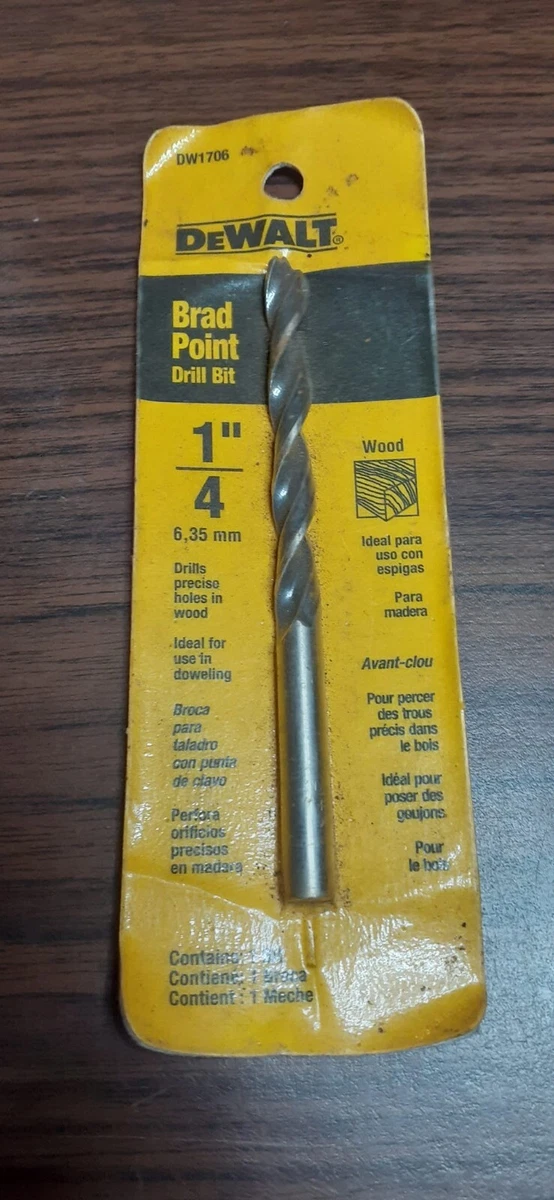 DW1706
DEWALT®
Brad
Point
Drill Bit
1"
4
6,35 mm
Drills
precise
holes in
wood
Ideal for
use in
doweling
Broca
para
taladro
con punta
de clavo
Perfora
orificios
precisos
en madera
Wood
Ideal para
uso con
espigas
Para
madera
Avant-clou
Pour percer
des trous
précis dans
le bois
Idéal pour
poser des
goujons
Pour
le bois
Contains: 1
Contiene: 1 Broca
Contient : 1 Mèche